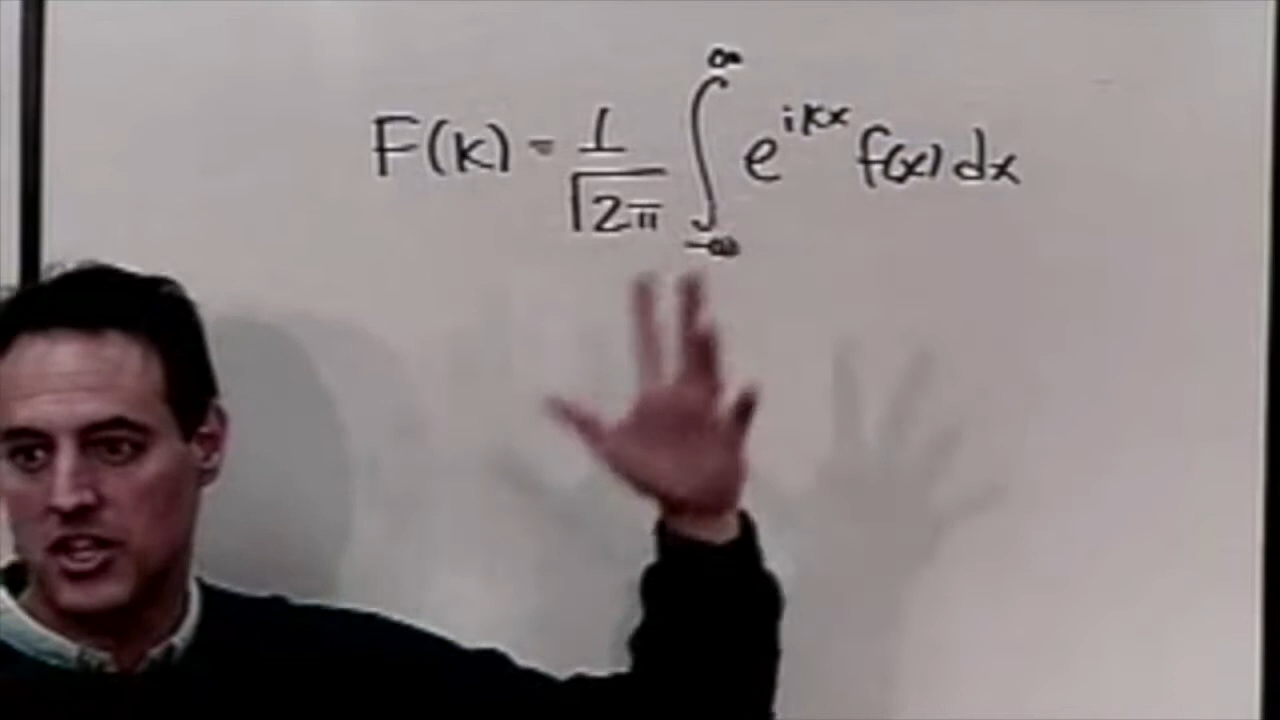 F(k) = 1/√2π ∫_{-∞}^{∞} e^{ikx} f(x) dx